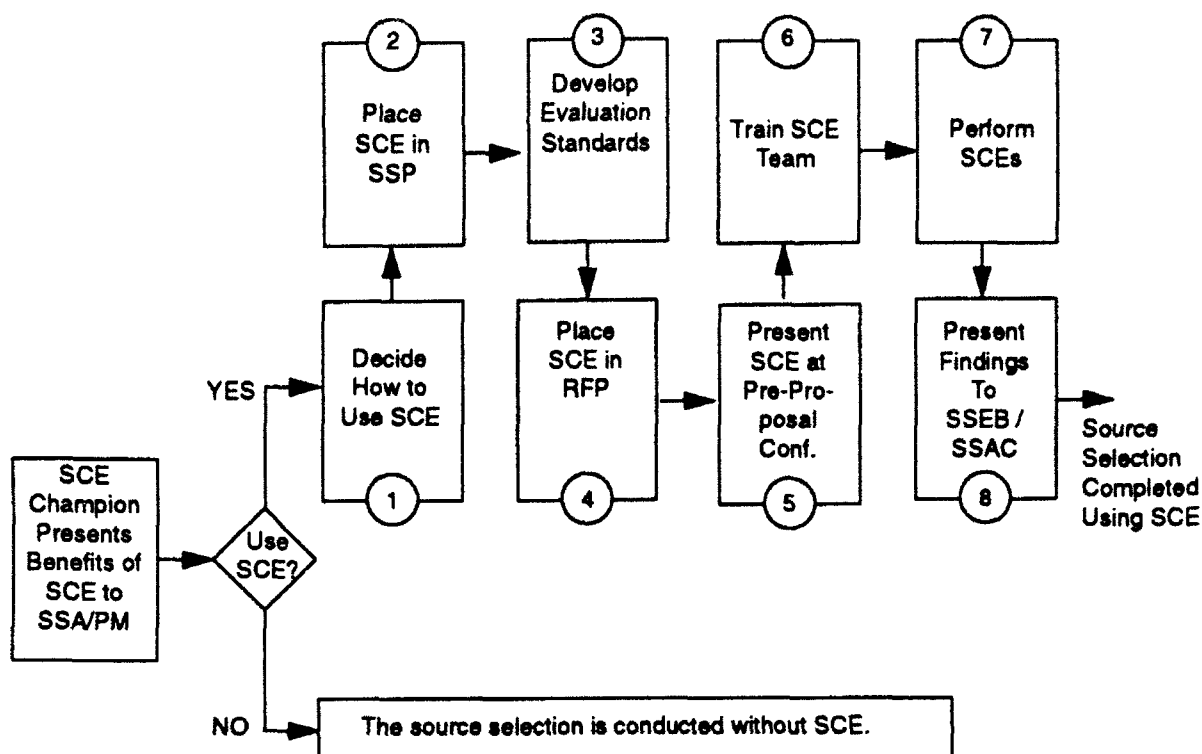 SCE
Champion
Presents
Benefits of
SCE to
SSA/PM
Use
SCE?
YES
NO
1
Decide
How to
Use SCE
2
Place
SCE in
SSP
3
Develop
Evaluation
Standards
4
Place
SCE in
RFP
5
Present
SCE at
Pre-Pro-
posal
Conf.
6
Train SCE
Team
7
Perform
SCEs
8
Present
Findings
To
SSEB /
SSAC
Source
Selection
Completed
Using SCE
The source selection is conducted without SCE.